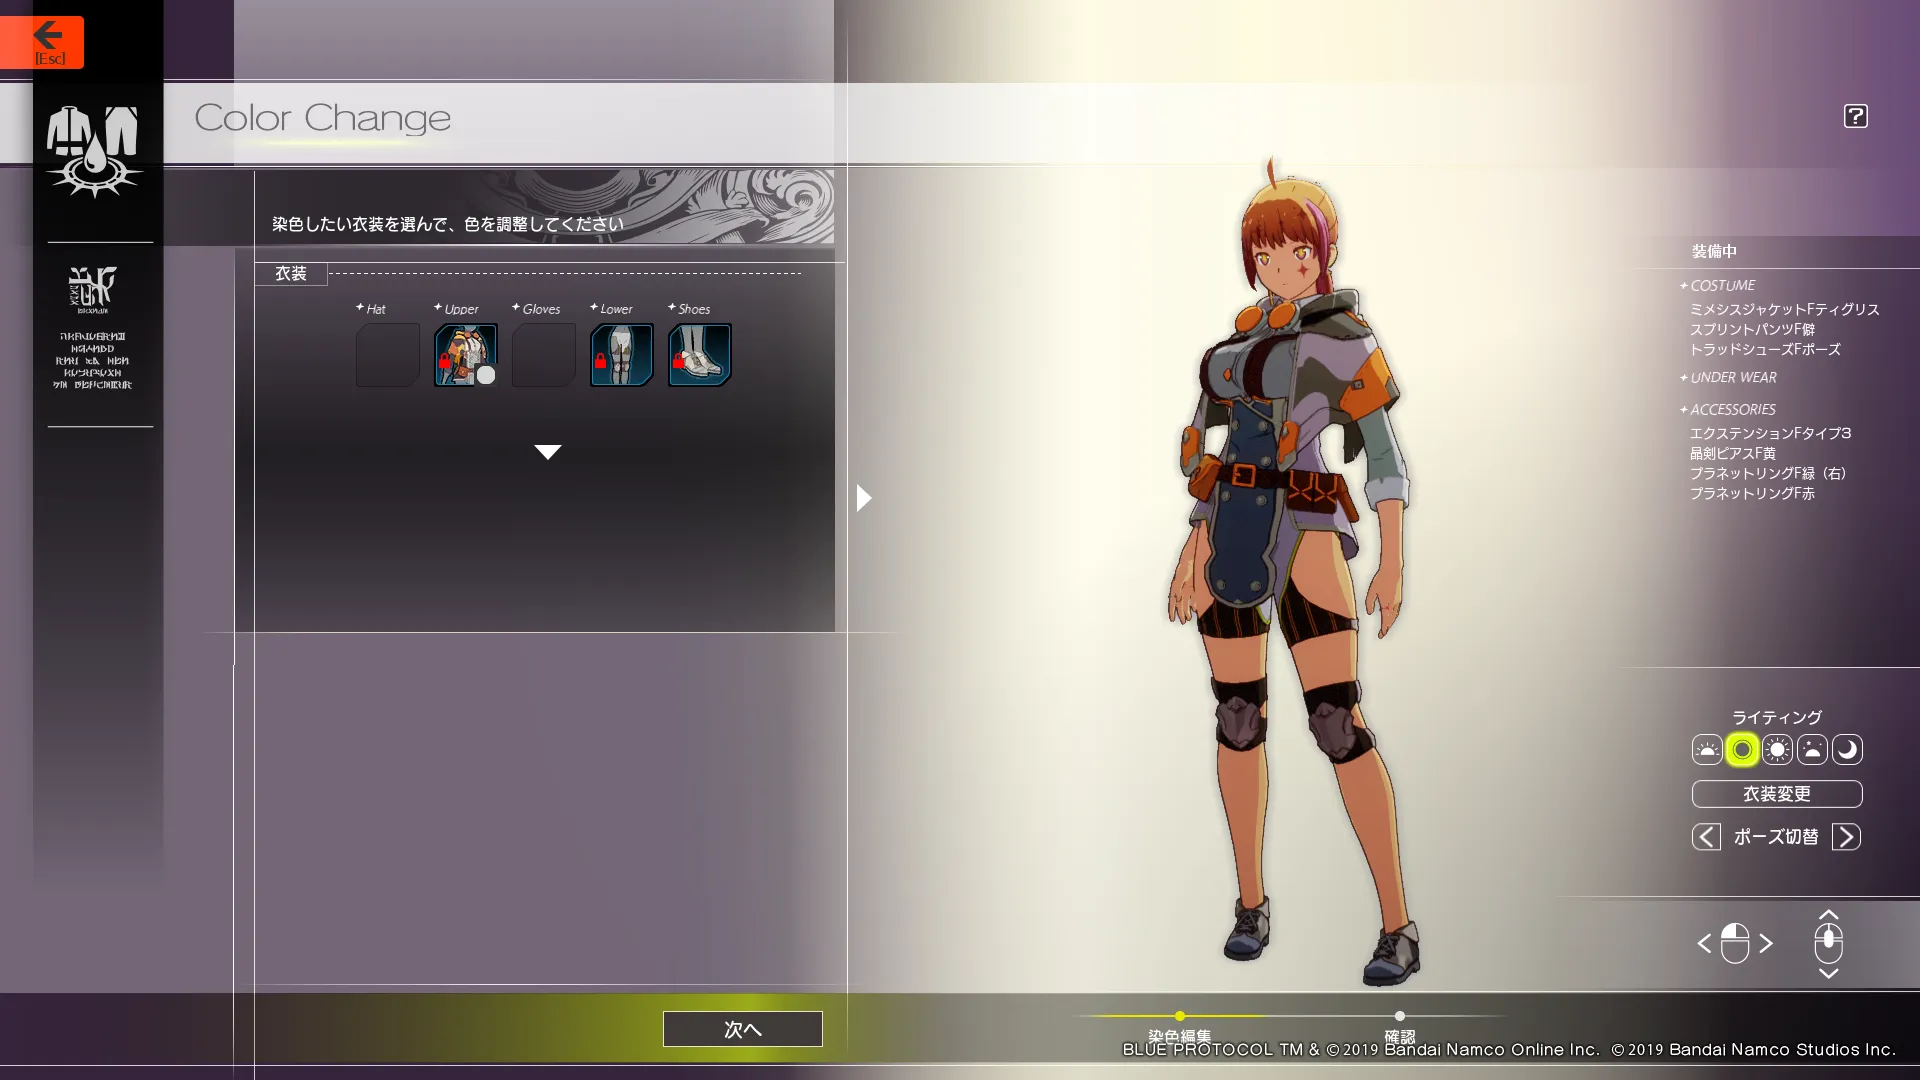 [Esc]
Color Change
?
染色したい衣装を選んで、色を調整してください
衣装
Hat
Upper
Gloves
Lower
Shoes
装備中
COSTUME
ミメシスジャケットFティグリス
スプリントパンツF僻
トラッドシューズFポーズ
UNDER WEAR
ACCESSORIES
エクステンションFタイプ3
晶剣ピアスF黄
プラネットリングF緑（右）
プラネットリングF赤
ライティング
衣装変更
ポーズ切替
次へ
染色編集
確認
BLUE PROTOCOL TM & ©2019 Bandai Namco Online Inc. ©2019 Bandai Namco Studios Inc.